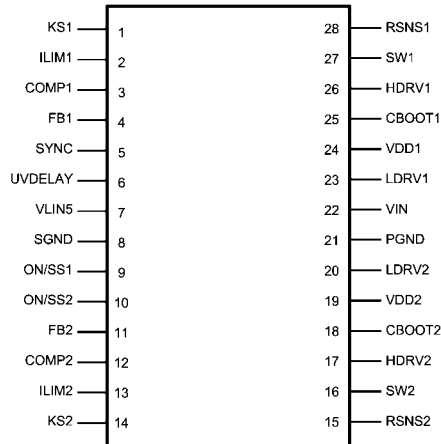 KS1 1 28 RSNS1
ILIM1 2 27 SW1
COMP1 3 26 HDRV1
FB1 4 25 CBOOT1
SYNC 5 24 VDD1
UVDELAY 6 23 LDRV1
VLIN5 7 22 VIN
SGND 8 21 PGND
ON/SS1 9 20 LDRV2
ON/SS2 10 19 VDD2
FB2 11 18 CBOOT2
COMP2 12 17 HDRV2
ILIM2 13 16 SW2
KS2 14 15 RSNS2